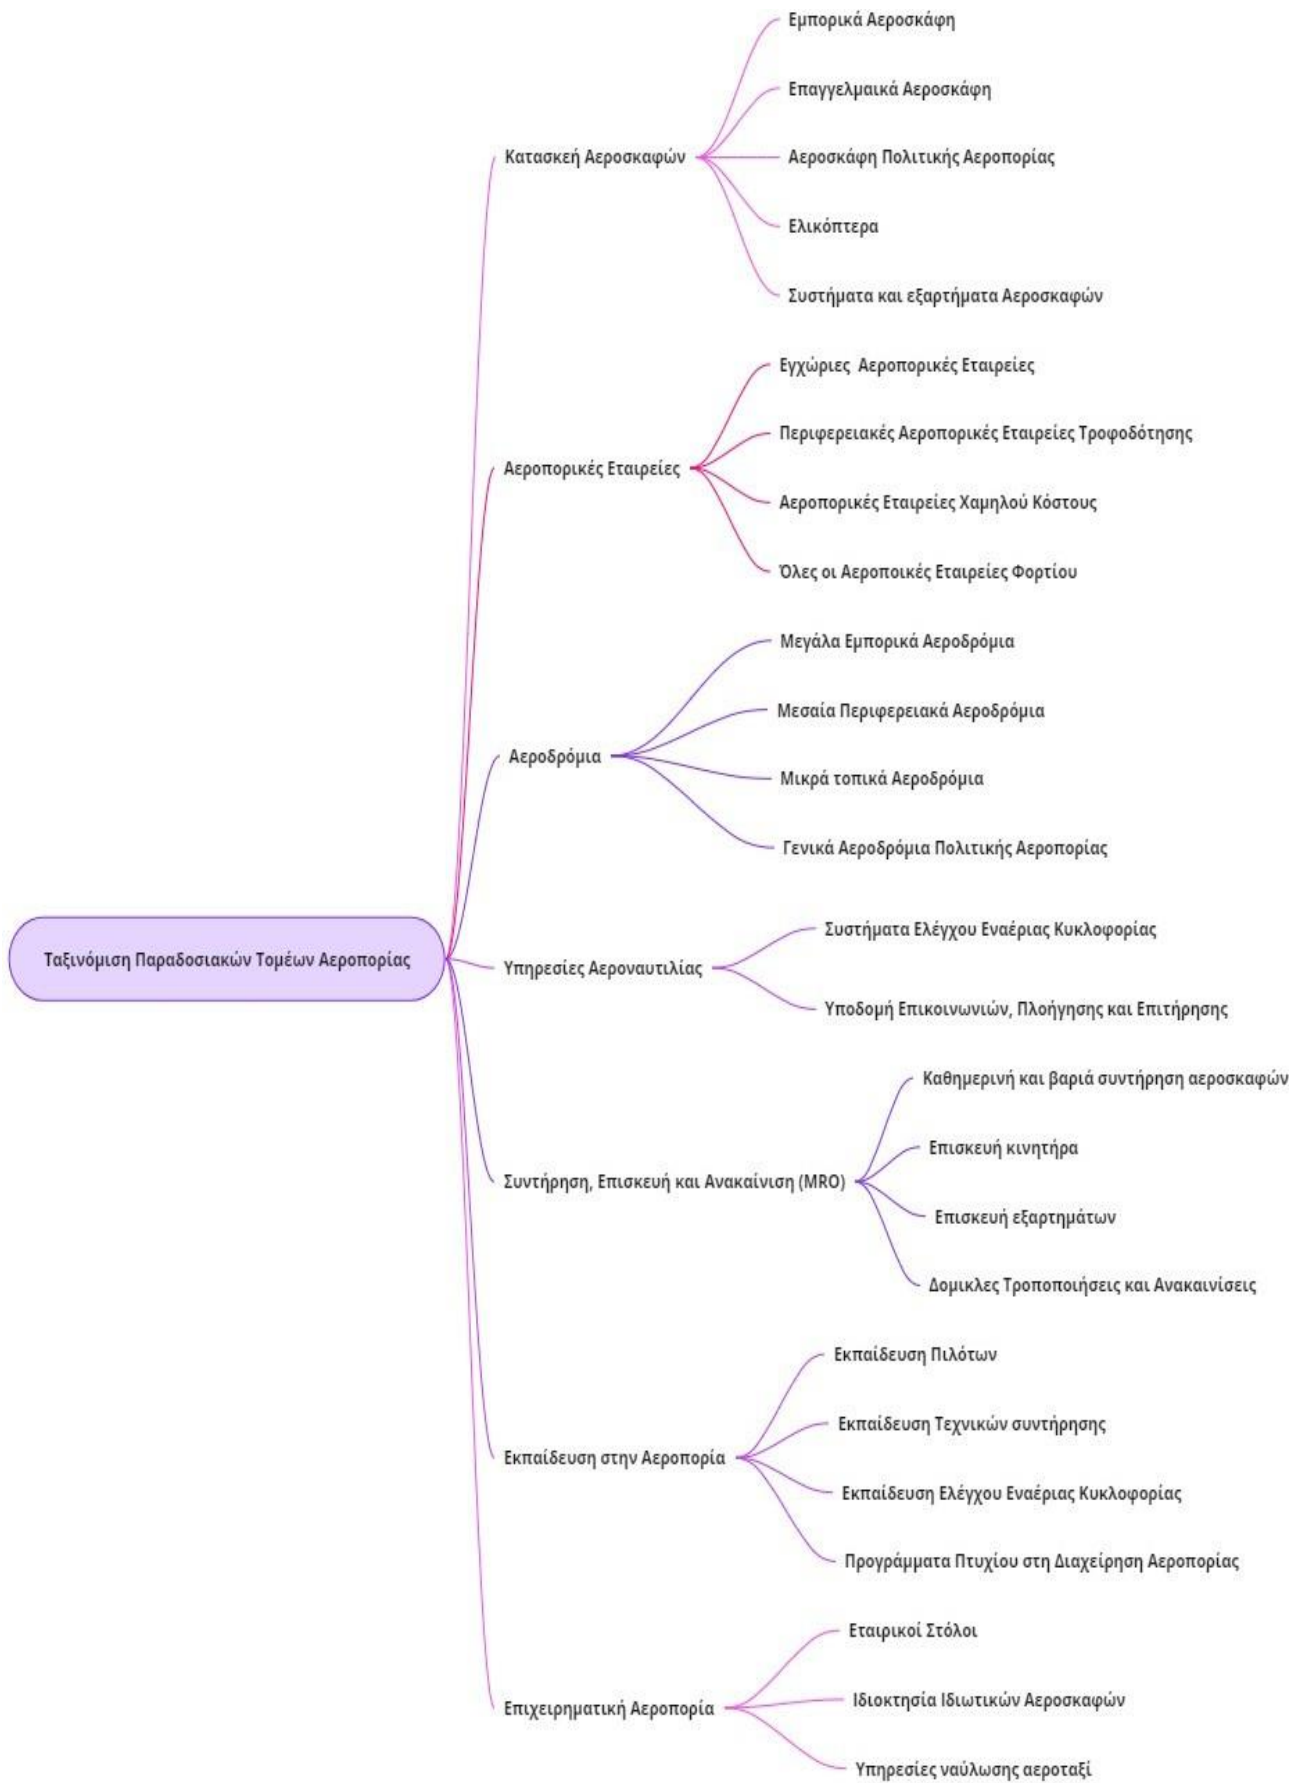 Εμπορικά Αεροσκάφη
Επαγγελμαικά Αεροσκάφη
Κατασκεή Αεροσκαφών
Αεροσκάφη Πολιτικής Αεροπορίας
Ελικόπτερα
Συστήματα και εξαρτήματα Αεροσκαφών
Εγχώριες Αεροπορικές Εταιρείες
Περιφερειακές Αεροπορικές Εταιρείες Τροφοδότησης
Αεροπορικές Εταιρείες
Αεροπορικές Εταιρείες Χαμηλού Κόστους
Όλες οι Αεροποικές Εταιρείες Φορτίου
Μεγάλα Εμπορικά Αεροδρόμια
Μεσαία Περιφερειακά Αεροδρόμια
Αεροδρόμια
Μικρά τοπικά Αεροδρόμια
Γενικά Αεροδρόμια Πολιτικής Αεροπορίας
Ταξινόμιση Παραδοσιακών Τομέων Αεροπορίας
Συστήματα Ελέγχου Εναέριας Κυκλοφορίας
Υπηρεσίες Αεροναυτιλίας
Υποδομή Επικοινωνιών, Πλοήγησης και Επιτήρησης
Καθημερινή και βαριά συντήρηση αεροσκαφών
Επισκευή κινητήρα
Συντήρηση, Επισκευή και Ανακαίνιση (MRO)
Επισκευή εξαρτημάτων
Δομικλες Τροποποιήσεις και Ανακαινίσεις
Εκπαίδευση Πιλότων
Εκπαίδευση Τεχνικών συντήρησης
Εκπαίδευση στην Αεροπορία
Εκπαίδευση Ελέγχου Εναέριας Κυκλοφορίας
Προγράμματα Πτυχίου στη Διαχείρηση Αεροπορίας
Εταιρικοί Στόλοι
Ιδιοκτησία Ιδιωτικών Αεροσκαφών
Επιχειρηματική Αεροπορία
Υπηρεσίες ναύλωσης αεροταξί